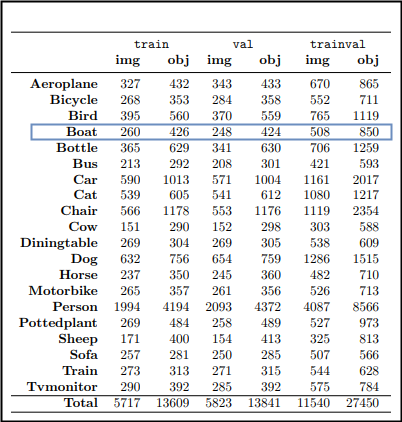 train val trainval
img obj img obj img obj
Aeroplane 327 432 343 433 670 865
Bicycle 268 353 284 358 552 711
Bird 395 560 370 559 765 1119
Boat 260 426 248 424 508 850
Bottle 365 629 341 630 706 1259
Bus 213 292 208 301 421 593
Car 590 1013 571 1004 1161 2017
Cat 539 605 541 612 1080 1217
Chair 566 1178 553 1176 1119 2354
Cow 151 290 152 298 303 588
Diningtable 269 304 269 305 538 609
Dog 632 756 654 759 1286 1515
Horse 237 350 245 360 482 710
Motorbike 265 357 261 356 526 713
Person 1994 4194 2093 4372 4087 8566
Pottedplant 269 484 258 489 527 973
Sheep 171 400 154 413 325 813
Sofa 257 281 250 285 507 566
Train 273 313 271 315 544 628
Tvmonitor 290 392 285 392 575 784
Total 5717 13609 5823 13841 11540 27450